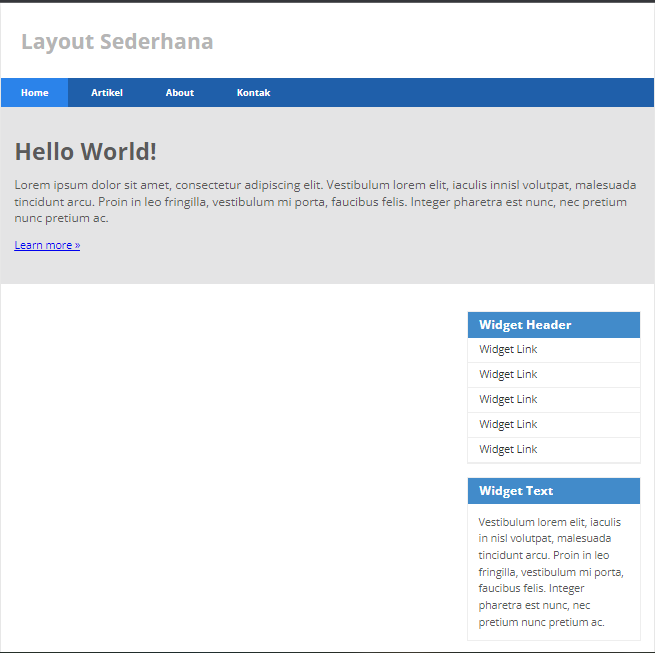 Layout Sederhana
Home Artikel About Kontak
Hello World!
Lorem ipsum dolor sit amet, consectetur adipiscing elit. Vestibulum lorem elit, iaculis innisl volutpat, malesuada
tincidunt arcu. Proin in leo fringilla, vestibulum mi porta, faucibus felis. Integer pharetra est nunc, nec pretium
nunc pretium ac.
Learn more »
Widget Header
Widget Link
Widget Link
Widget Link
Widget Link
Widget Link
Widget Text
Vestibulum lorem elit, iaculis
in nisl volutpat, malesuada
tincidunt arcu. Proin in leo
fringilla, vestibulum mi porta,
faucibus felis. Integer
pharetra est nunc, nec
pretium nunc pretium ac.